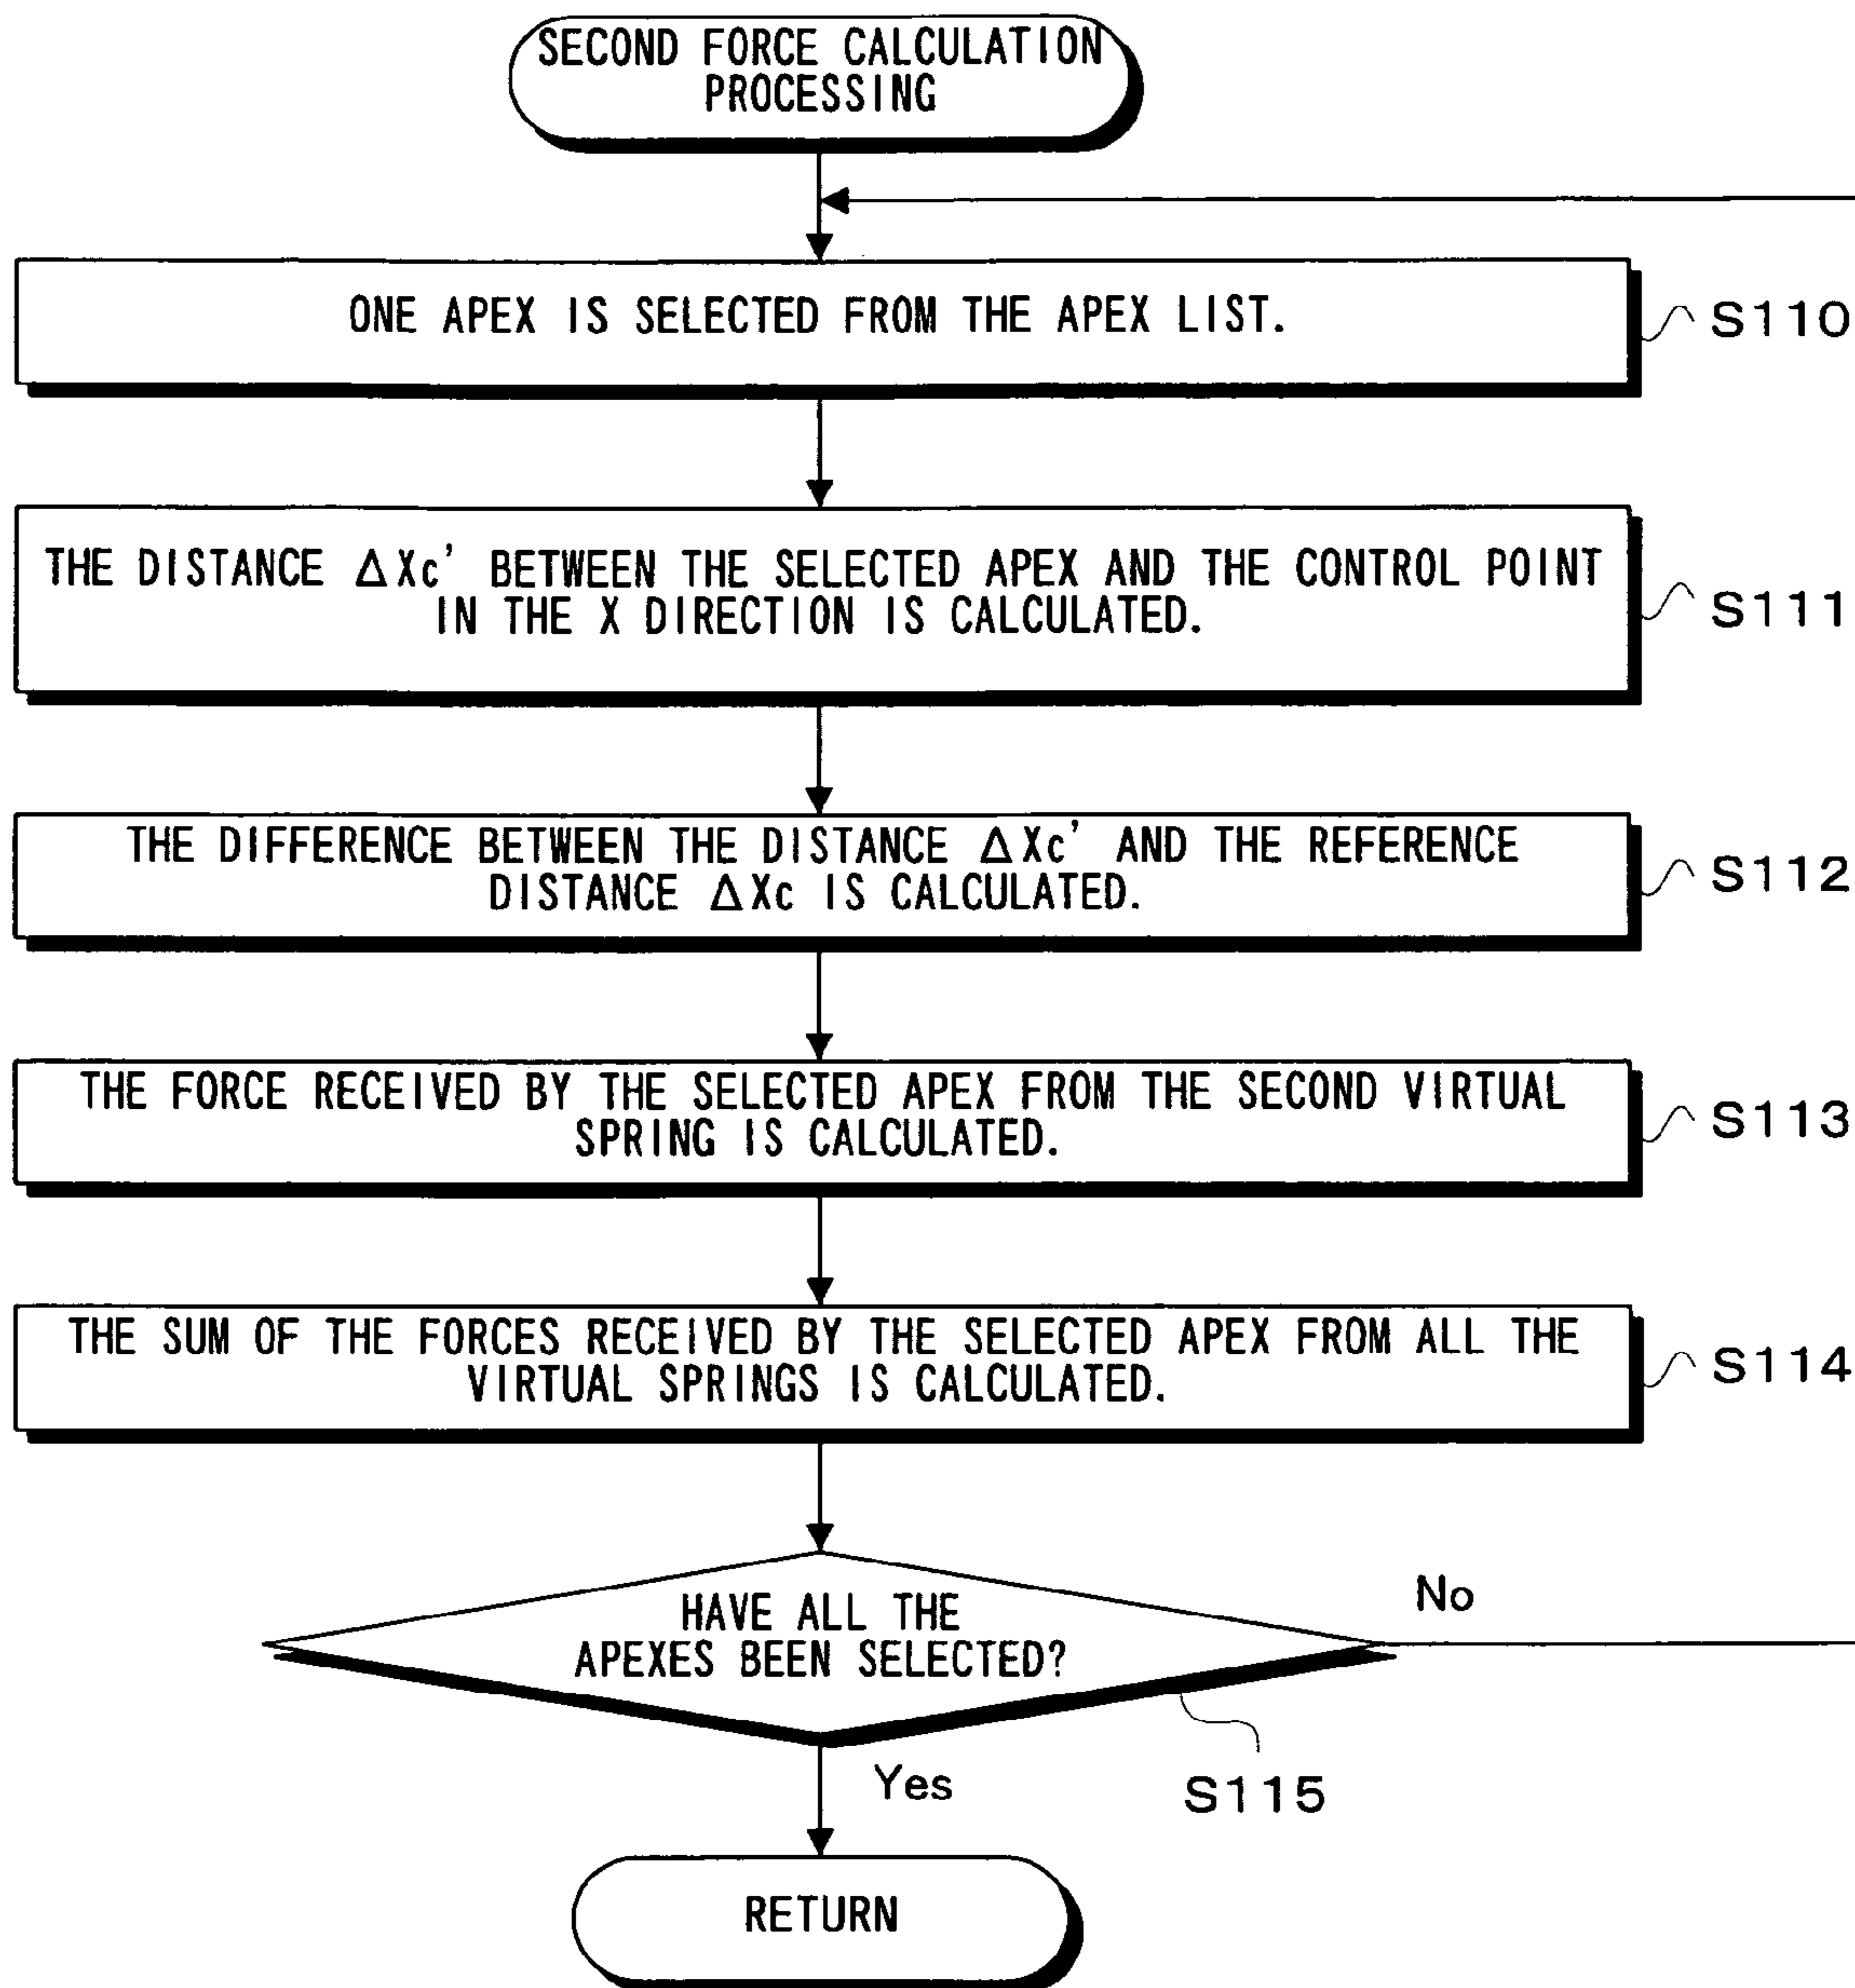 SECOND FORCE CALCULATION
PROCESSING
ONE APEX IS SELECTED FROM THE APEX LIST.
S110
THE DISTANCE ΔXc' BETWEEN THE SELECTED APEX AND THE CONTROL POINT
IN THE X DIRECTION IS CALCULATED.
S111
THE DIFFERENCE BETWEEN THE DISTANCE ΔXc' AND THE REFERENCE
DISTANCE ΔXc IS CALCULATED.
S112
THE FORCE RECEIVED BY THE SELECTED APEX FROM THE SECOND VIRTUAL
SPRING IS CALCULATED.
S113
THE SUM OF THE FORCES RECEIVED BY THE SELECTED APEX FROM ALL THE
VIRTUAL SPRINGS IS CALCULATED.
S114
HAVE ALL THE
APEXES BEEN SELECTED?
No
Yes
S115
RETURN